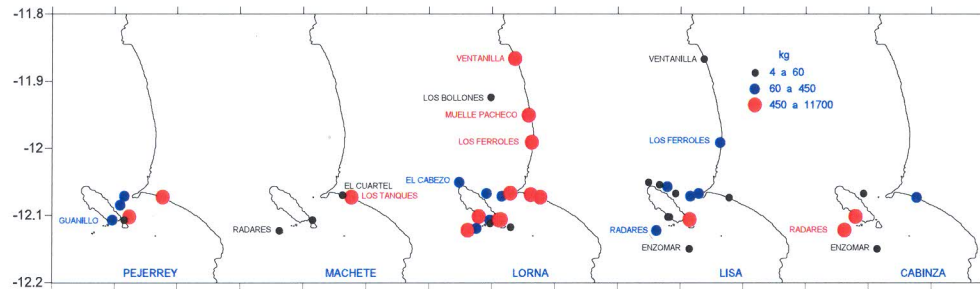 -11.8
-11.9
-12
-12.1
-12.2
kg
4 a 60
60 a 450
450 a 11700
GUANILLO
PEJERREY
EL CUARTEL
LOS TANQUES
RADARES
MACHETE
VENTANILLA
LOS BOLLONES
MUELLE PACHECO
LOS FERROLES
EL CABEZO
LORNA
VENTANILLA
LOS FERROLES
RADARES
ENZOMAR
LISA
RADARES
ENZOMAR
CABINZA